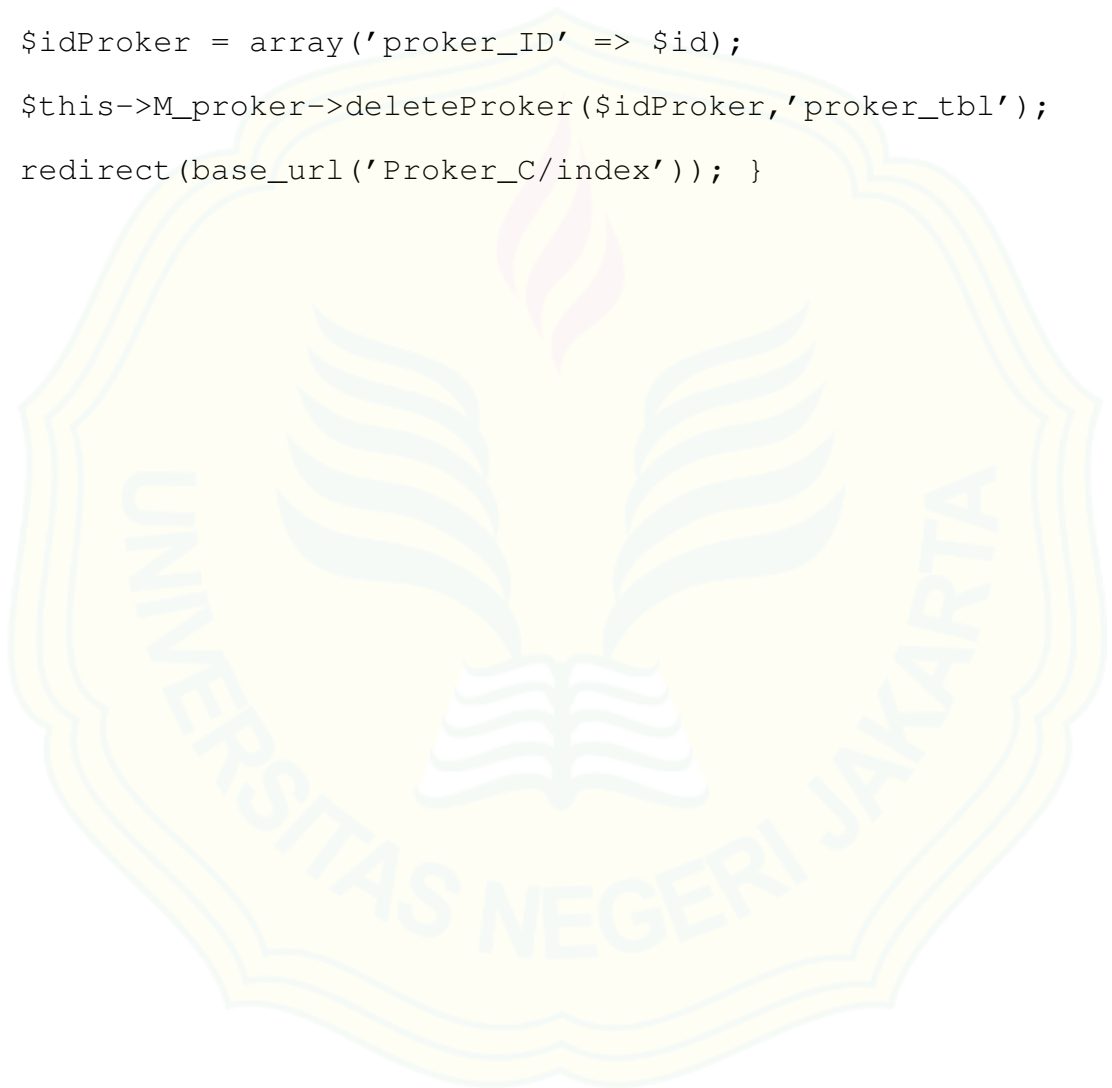 $idProker = array('proker_ID' => $id);
$this->M_proker->deleteProker($idProker,'proker_tbl');
redirect(base_url('Proker_C/index')); }
UNIVERSITAS NEGERI JAKARTA